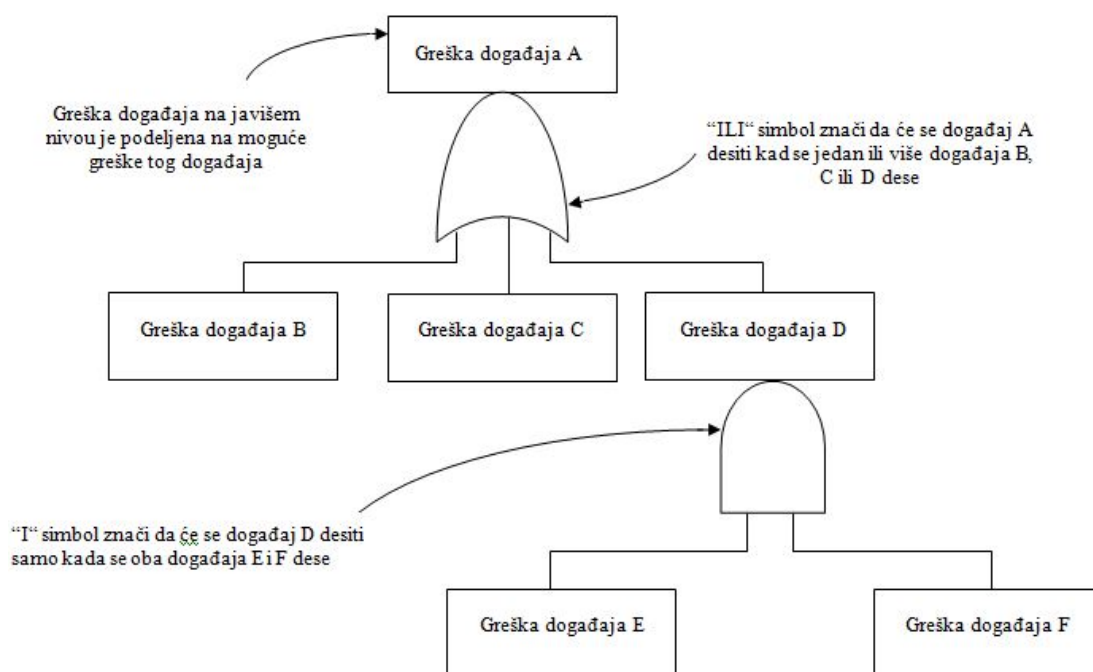 Greška događaja A
Greška događaja na javišem
nivou je podeljena na moguće
greške tog događaja
“ILI“ simbol znači da će se događaj A
desiti kad se jedan ili više događaja B,
C ili D dese
Greška događaja B
Greška događaja C
Greška događaja D
“I“ simbol znači da će se događaj D desiti
samo kada se oba događaja E i F dese
Greška događaja E
Greška događaja F